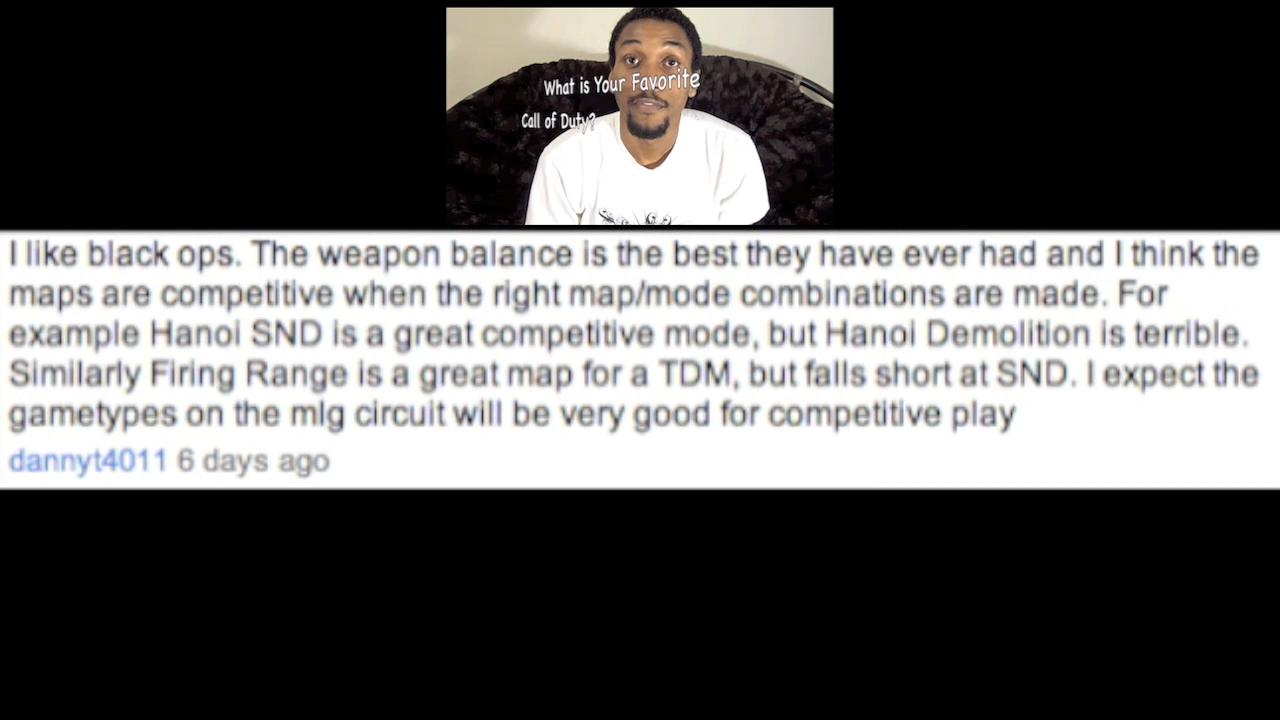 What is Your Favorite
Call of Duty?
I like black ops. The weapon balance is the best they have ever had and I think the
maps are competitive when the right map/mode combinations are made. For
example Hanoi SND is a great competitive mode, but Hanoi Demolition is terrible.
Similarly Firing Range is a great map for a TDM, but falls short at SND. I expect the
gametypes on the mlg circuit will be very good for competitive play
dannyt4011 6 days ago